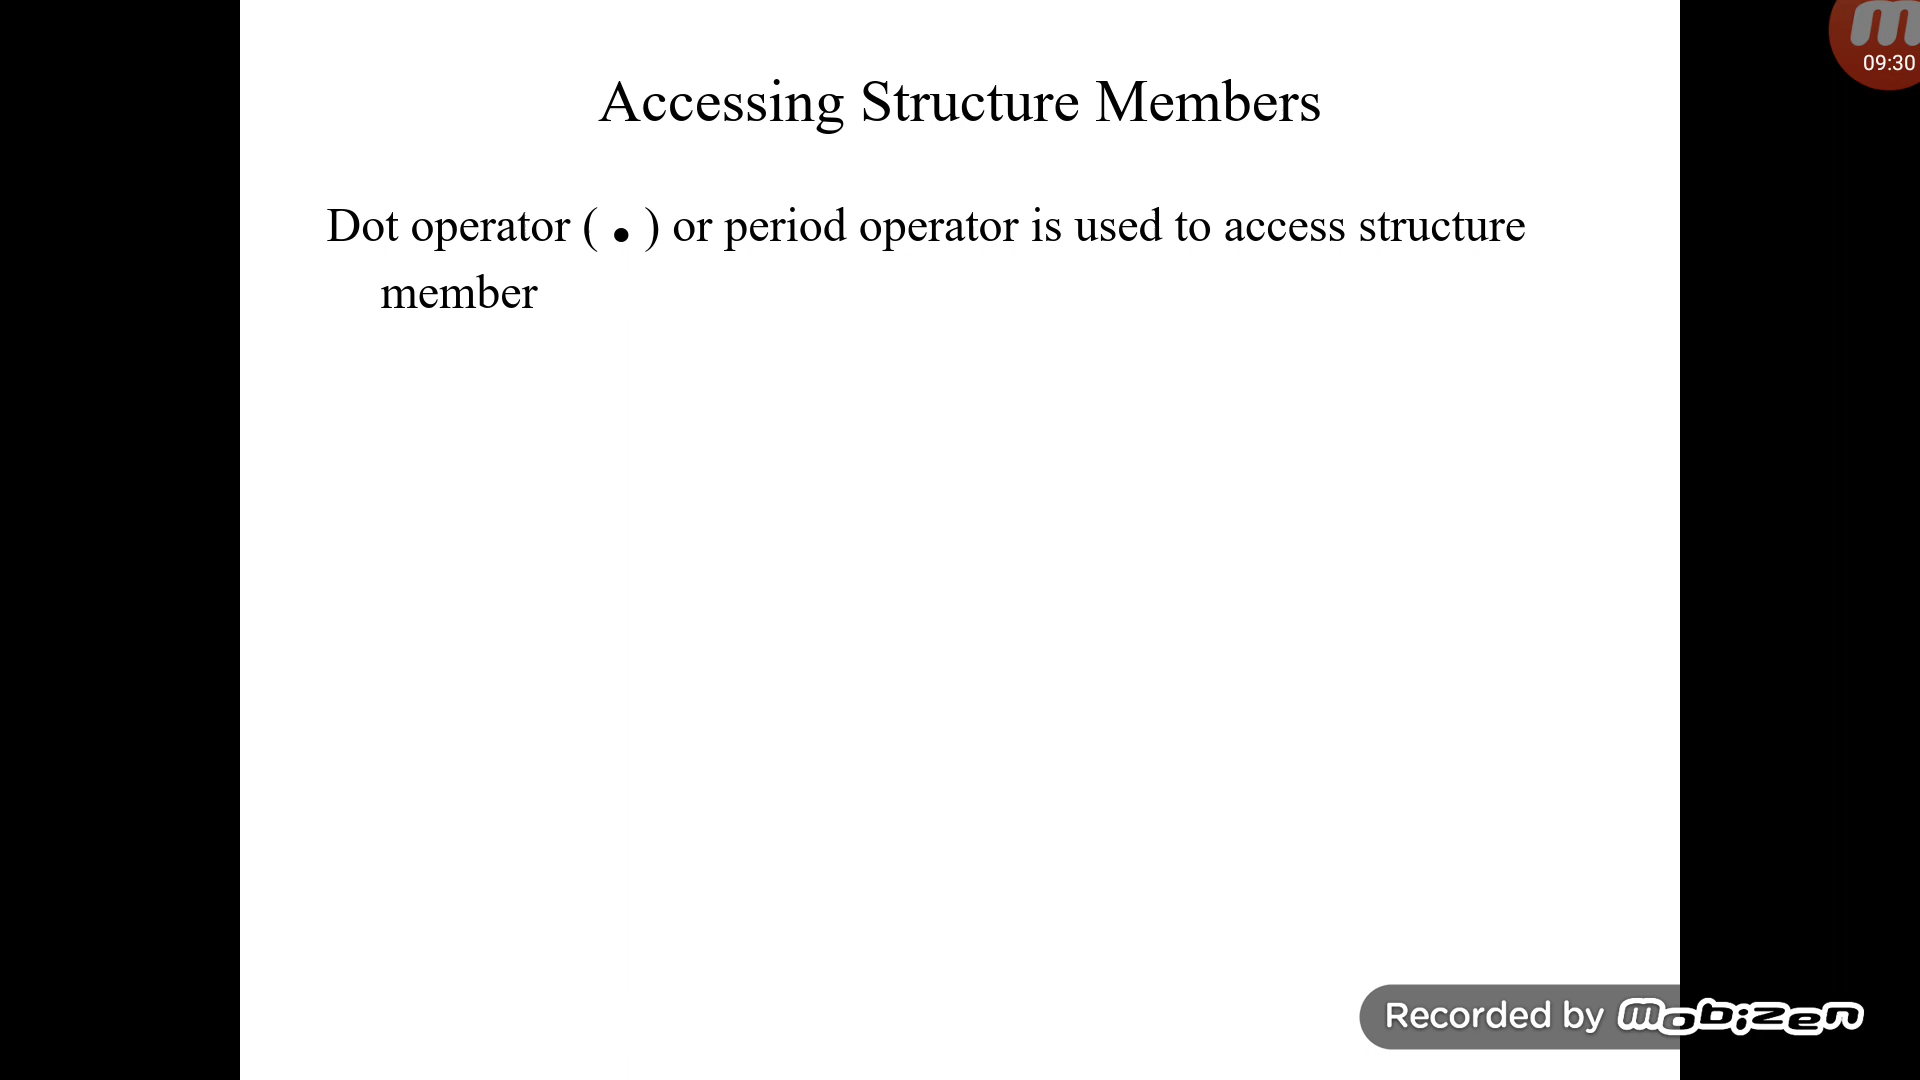 Accessing Structure Members
Dot operator ( . ) or period operator is used to access structure
member
09:30
Recorded by mobizen